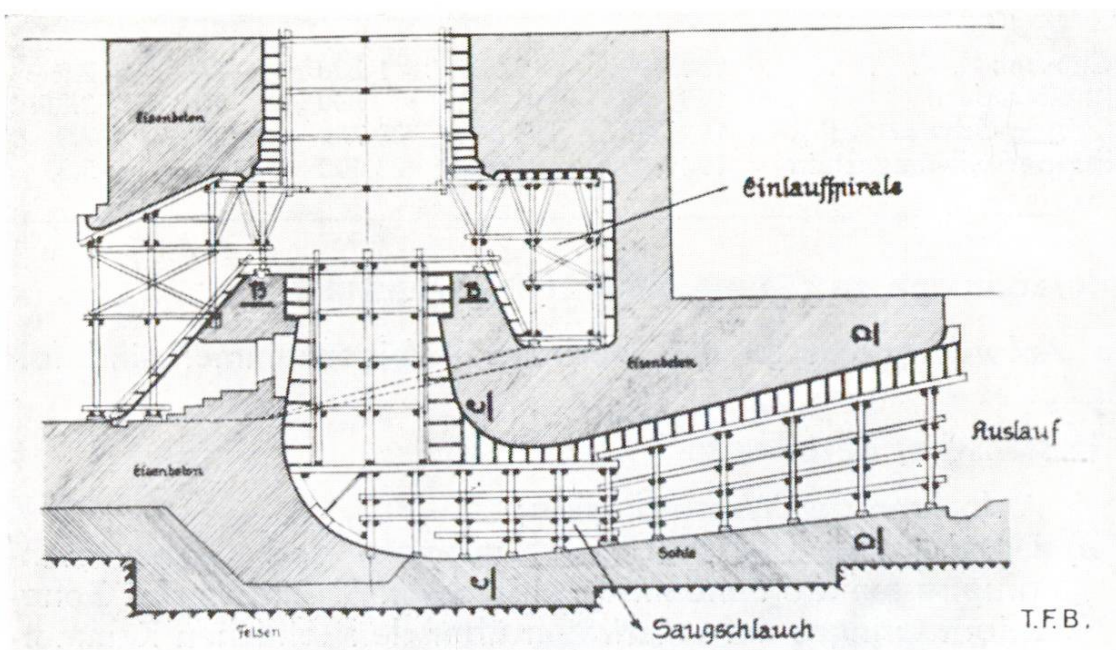 Eisenbeton
Einlaufſpirale
B
B
D
Eisenbeton
C
Auslauf
Eisenbeton
Sohle
D
C
Felsen
Saugschlauch
T.F.B.